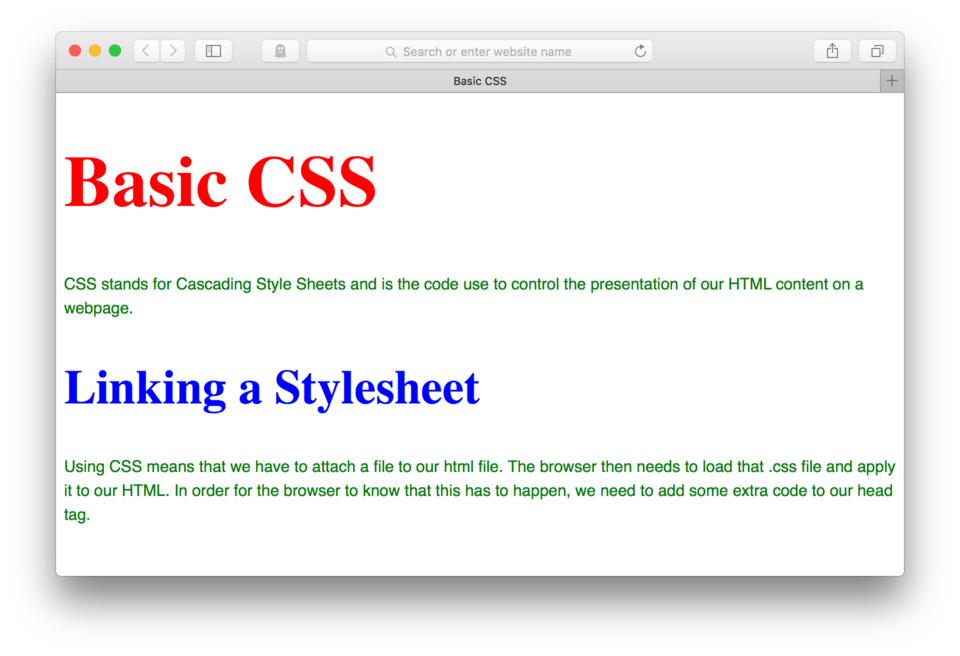 Search or enter website name
Basic CSS
Basic CSS
CSS stands for Cascading Style Sheets and is the code use to control the presentation of our HTML content on a
webpage.
Linking a Stylesheet
Using CSS means that we have to attach a file to our html file. The browser then needs to load that .css file and apply
it to our HTML. In order for the browser to know that this has to happen, we need to add some extra code to our head
tag.